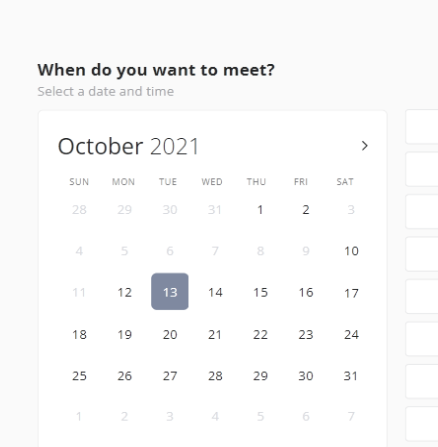 When do you want to meet?
Select a date and time
October 2021
SUN MON TUE WED THU FRI SAT
28 29 30 31 1 2 3
4 5 6 7 8 9 10
11 12 13 14 15 16 17
18 19 20 21 22 23 24
25 26 27 28 29 30 31
1 2 3 4 5 6 7